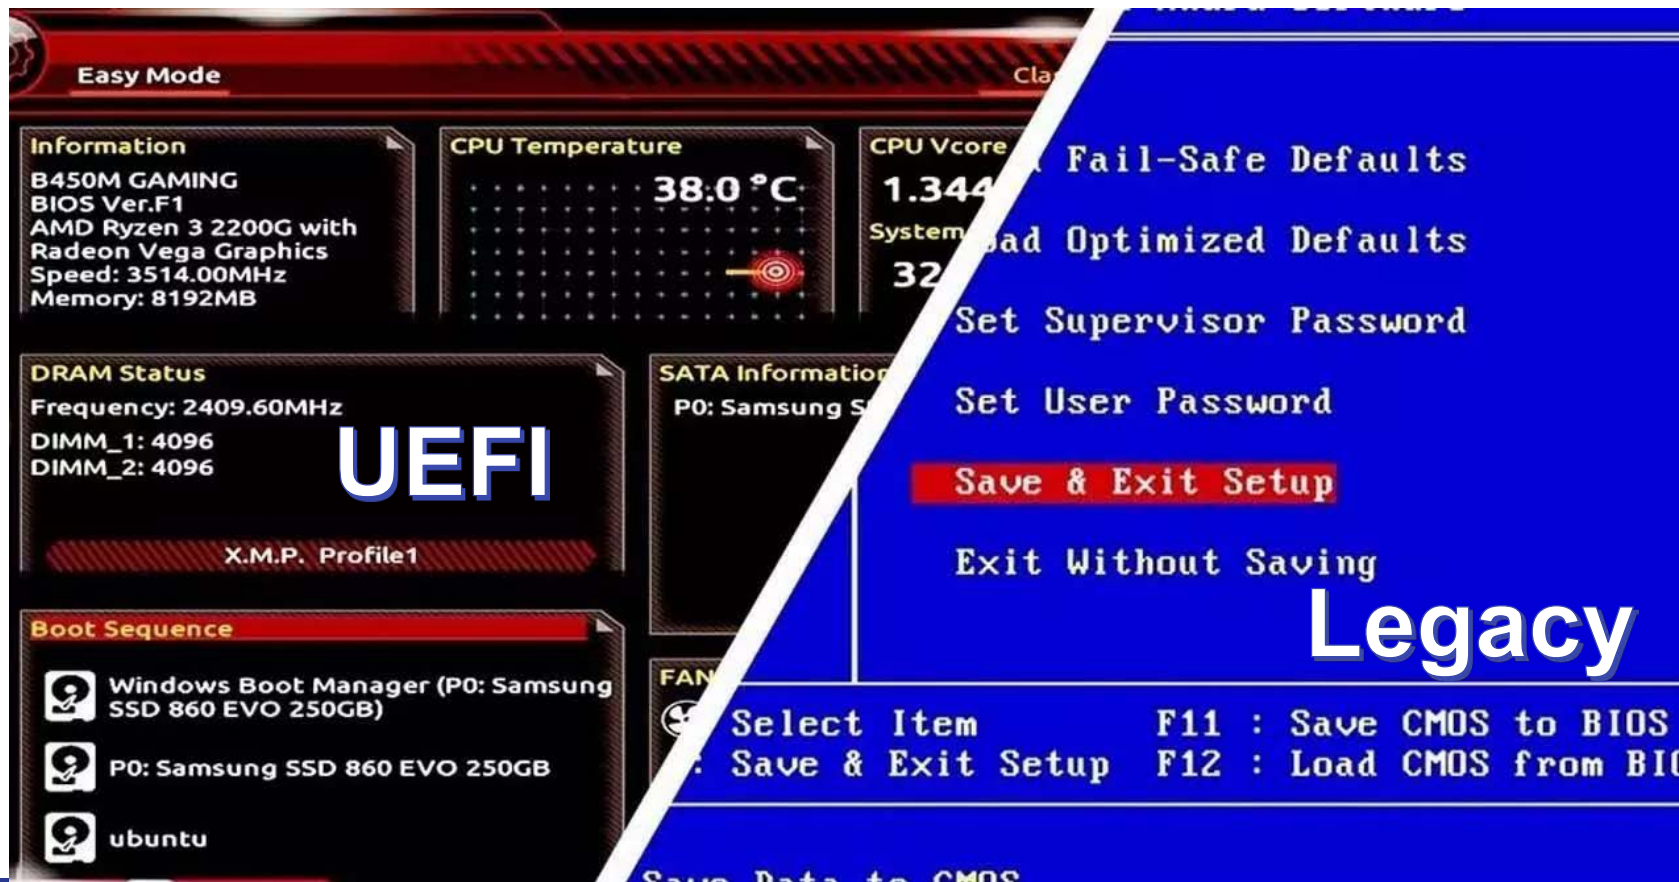 Easy Mode
Information
B450M GAMING
BIOS Ver.F1
AMD Ryzen 3 2200G with
Radeon Vega Graphics
Speed: 3514.00MHz
Memory: 8192MB
CPU Temperature
38.0 °C
CPU Vcore
1.344
System
32
DRAM Status
Frequency: 2409.60MHz
DIMM_1: 4096
DIMM_2: 4096
X.M.P. Profile1
UEFI
SATA Information
P0: Samsung S
Boot Sequence
Windows Boot Manager (P0: Samsung
SSD 860 EVO 250GB)
P0: Samsung SSD 860 EVO 250GB
ubuntu
FAN
Fail-Safe Defaults
Optimized Defaults
Set Supervisor Password
Set User Password
Save & Exit Setup
Exit Without Saving
Legacy
Select Item F11 : Save CMOS to BIOS
: Save & Exit Setup F12 : Load CMOS from
Save Data to CMOS